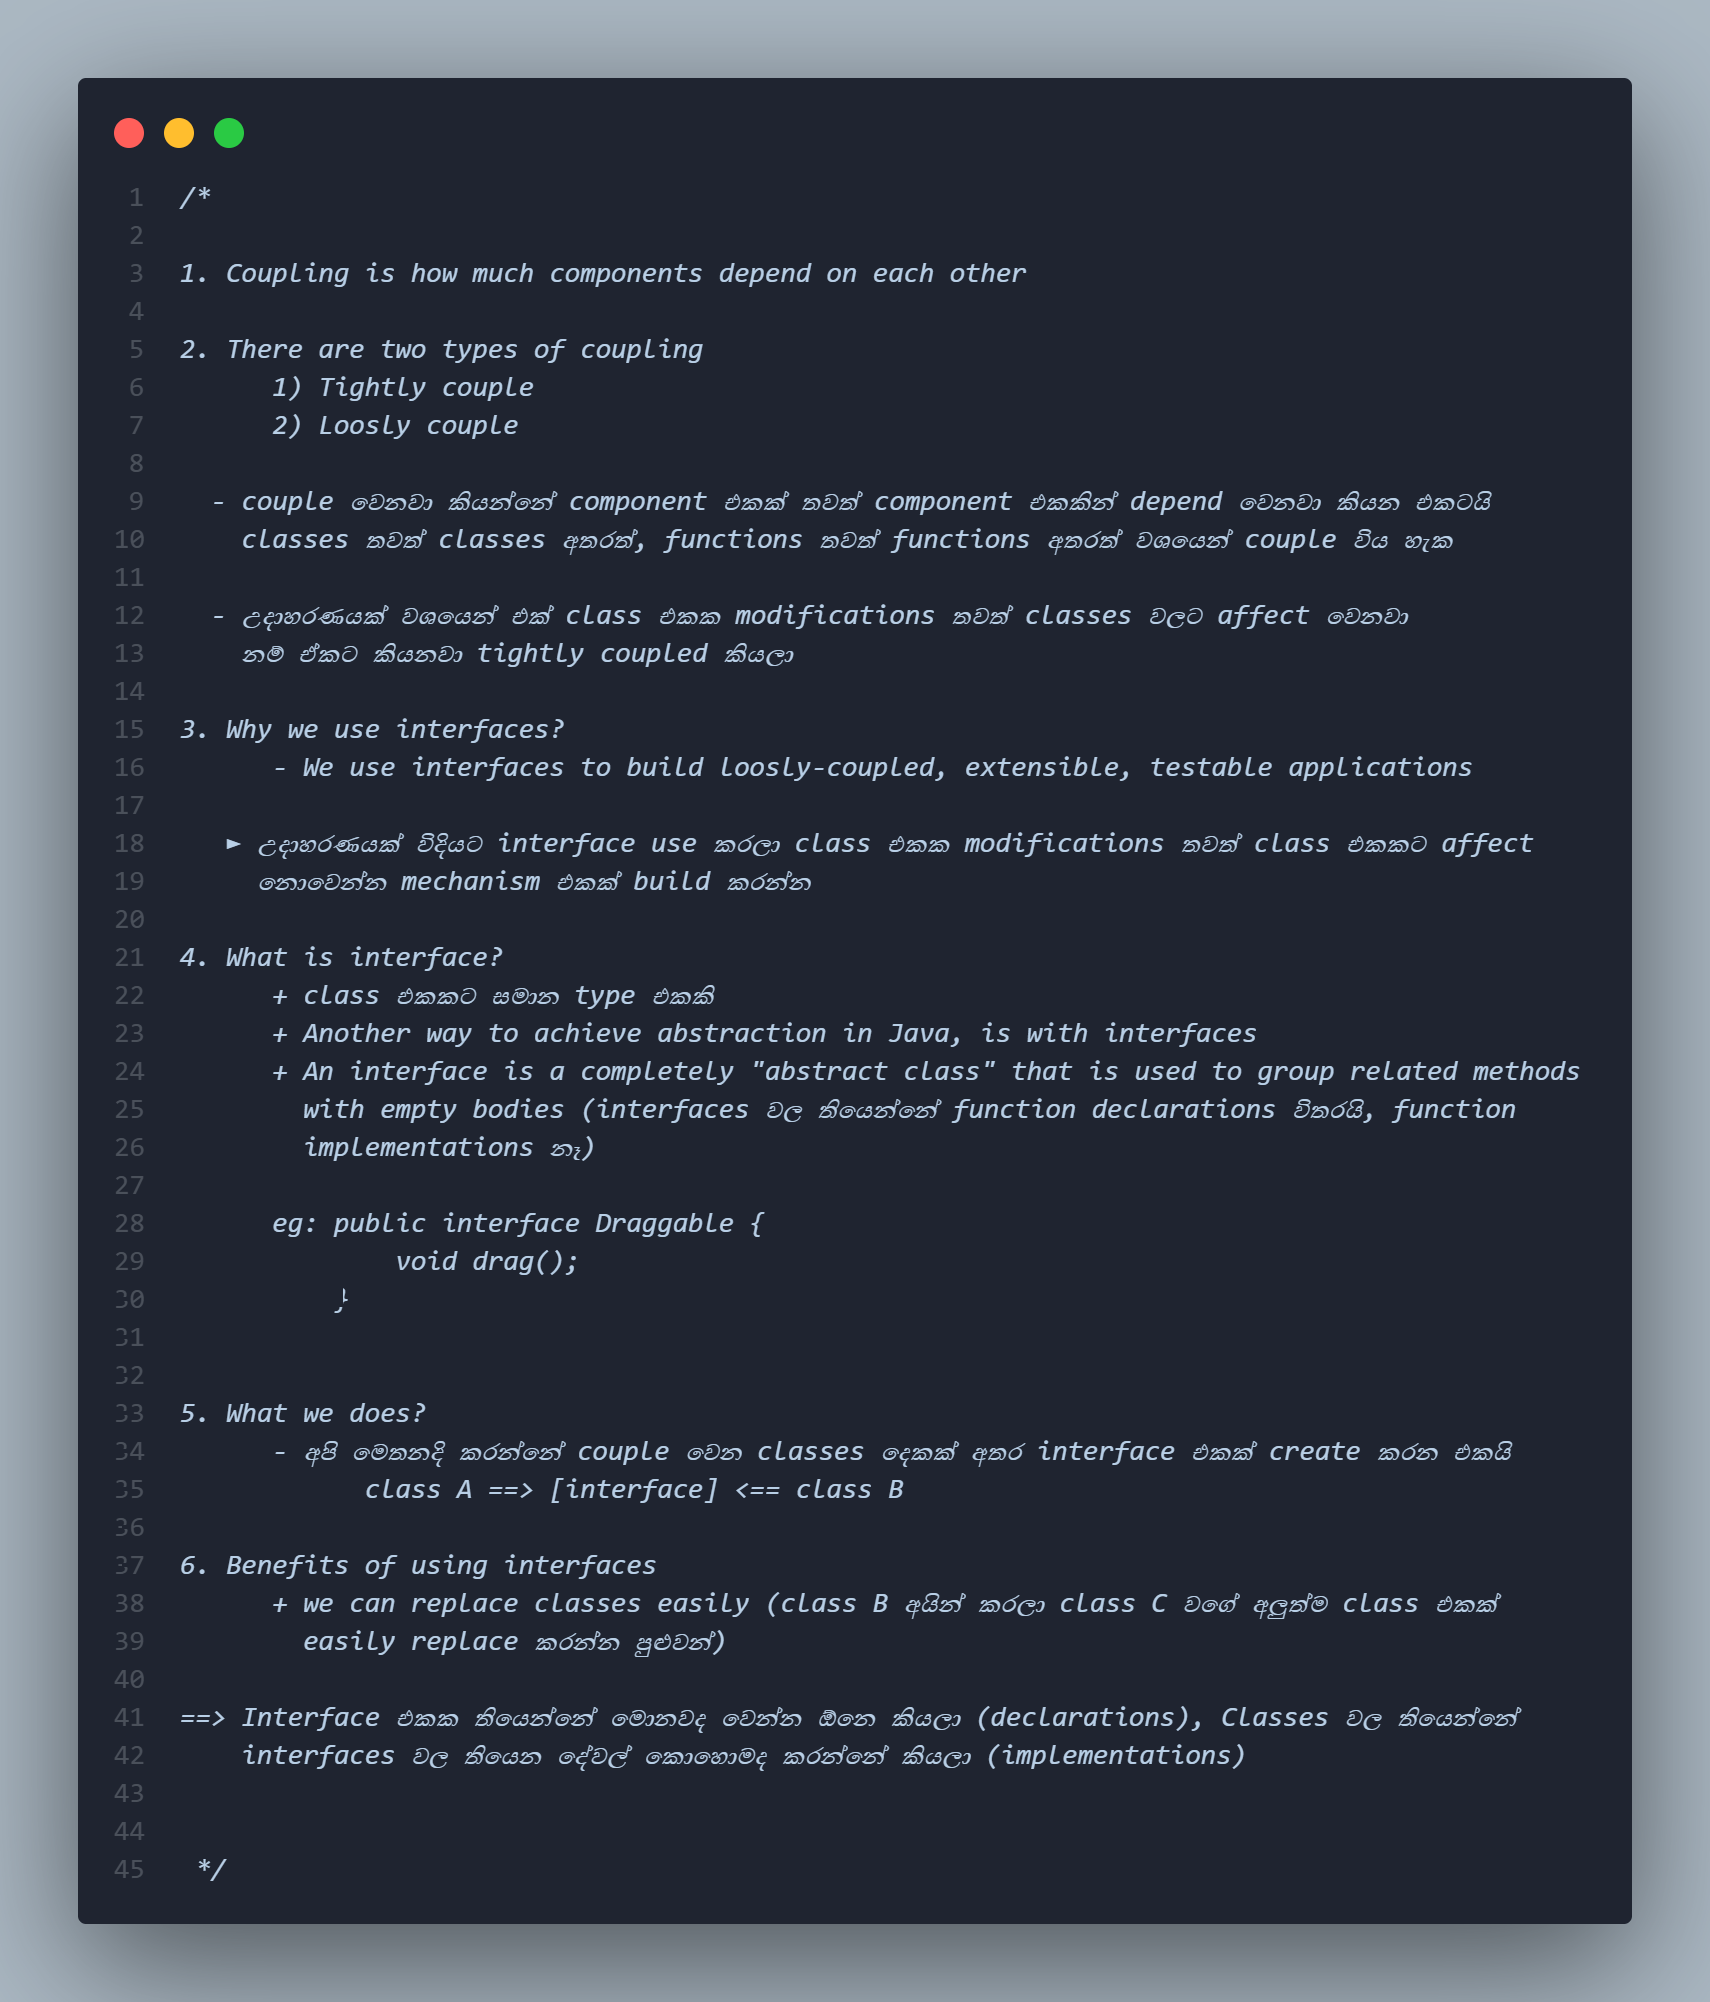 1 /*
2
3 1. Coupling is how much components depend on each other
4
5 2. There are two types of coupling
6 1) Tightly couple
7 2) Loosly couple
8
9 - couple වෙනවා කියන්නේ component එකක් තවත් component එකකින් depend වෙනවා කියන එකටයි
10 classes තවත් classes අතරත්, functions තවත් functions අතරත් වශයෙන් couple විය හැක
11
12 - උදාහරණයක් වශයෙන් එක් class එකක modifications තවත් classes වලට affect වෙනවා
13 නම් ඒකට කියනවා tightly coupled කියලා
14
15 3. Why we use interfaces?
16 - We use interfaces to build loosly-coupled, extensible, testable applications
17
18 ► උදාහරණයක් විදියට interface use කරලා class එකක modifications තවත් class එකකට affect
19 නොවෙන්න mechanism එකක් build කරන්න
20
21 4. What is interface?
22 + class එකකට සමාන type එකකි
23 + Another way to achieve abstraction in Java, is with interfaces
24 + An interface is a completely "abstract class" that is used to group related methods
25 with empty bodies (interfaces වල තියෙන්නේ function declarations විතරයි, function
26 implementations නෑ)
27
28 eg: public interface Draggable {
29 void drag();
30 }
31
32
33 5. What we does?
34 - අපි මෙතනදි කරන්නේ couple වෙන classes දෙකක් අතර interface එකක් create කරන එකයි
35 class A ==> [interface] <== class B
36
37 6. Benefits of using interfaces
38 + we can replace classes easily (class B අයින් කරලා class C වගේ අලුත්ම class එකක්
39 easily replace කරන්න පුළුවන්)
40
41 ==> Interface එකක තියෙන්නේ මොනවද වෙන්න ඕනෙ කියලා (declarations), Classes වල තියෙන්නේ
42 interfaces වල තියෙන දේවල් කොහොමද කරන්නේ කියලා (implementations)
43
44
45 */